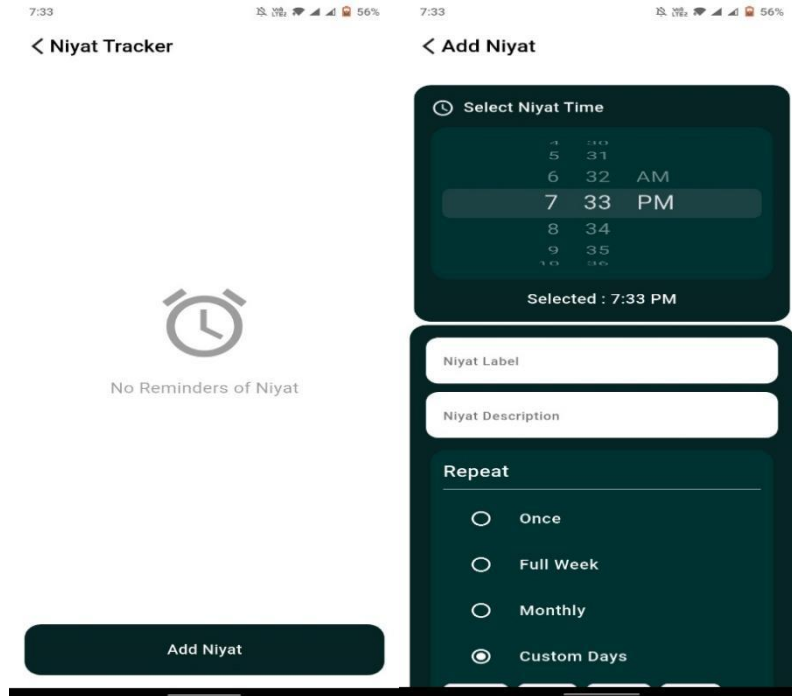 7:33
56%
Niyat Tracker
No Reminders of Niyat
Add Niyat
7:33
56%
Add Niyat
Select Niyat Time
5 31
6 32 AM
7 33 PM
8 34
9 35
Selected : 7:33 PM
Niyat Label
Niyat Description
Repeat
Once
Full Week
Monthly
Custom Days